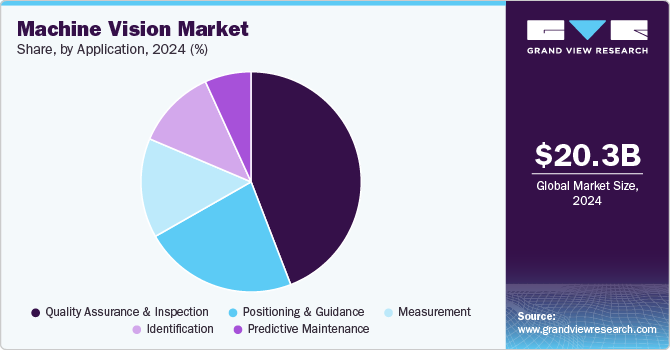 Machine Vision Market
Share, by Application, 2024 (%)
Quality Assurance & Inspection
Positioning & Guidance
Measurement
Identification
Predictive Maintenance
GRAND VIEW RESEARCH
$20.3B
Global Market Size,
2024
Source:
www.grandviewresearch.com